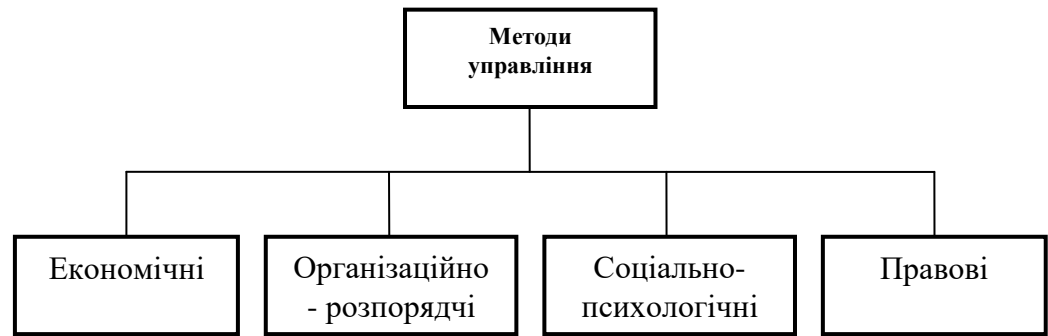 Методи
управління
Економічні
Організаційно
- розпорядчі
Соціально-
психологічні
Правові